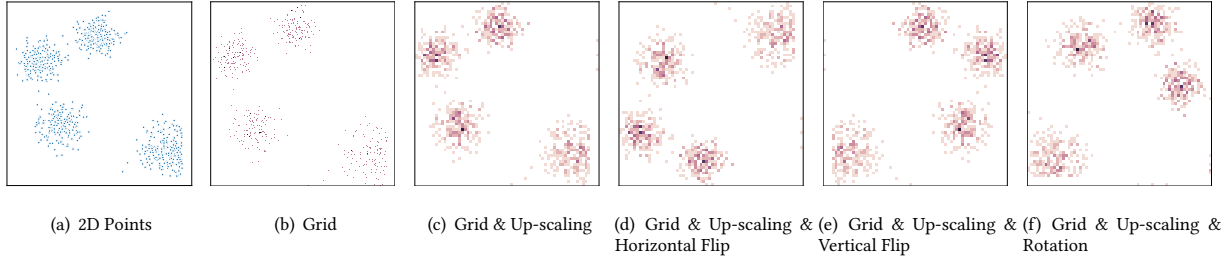 (a) 2D Points
(b) Grid
(c) Grid & Up-scaling
(d) Grid & Up-scaling &
Horizontal Flip
(e) Grid & Up-scaling &
Vertical Flip
(f) Grid & Up-scaling &
Rotation